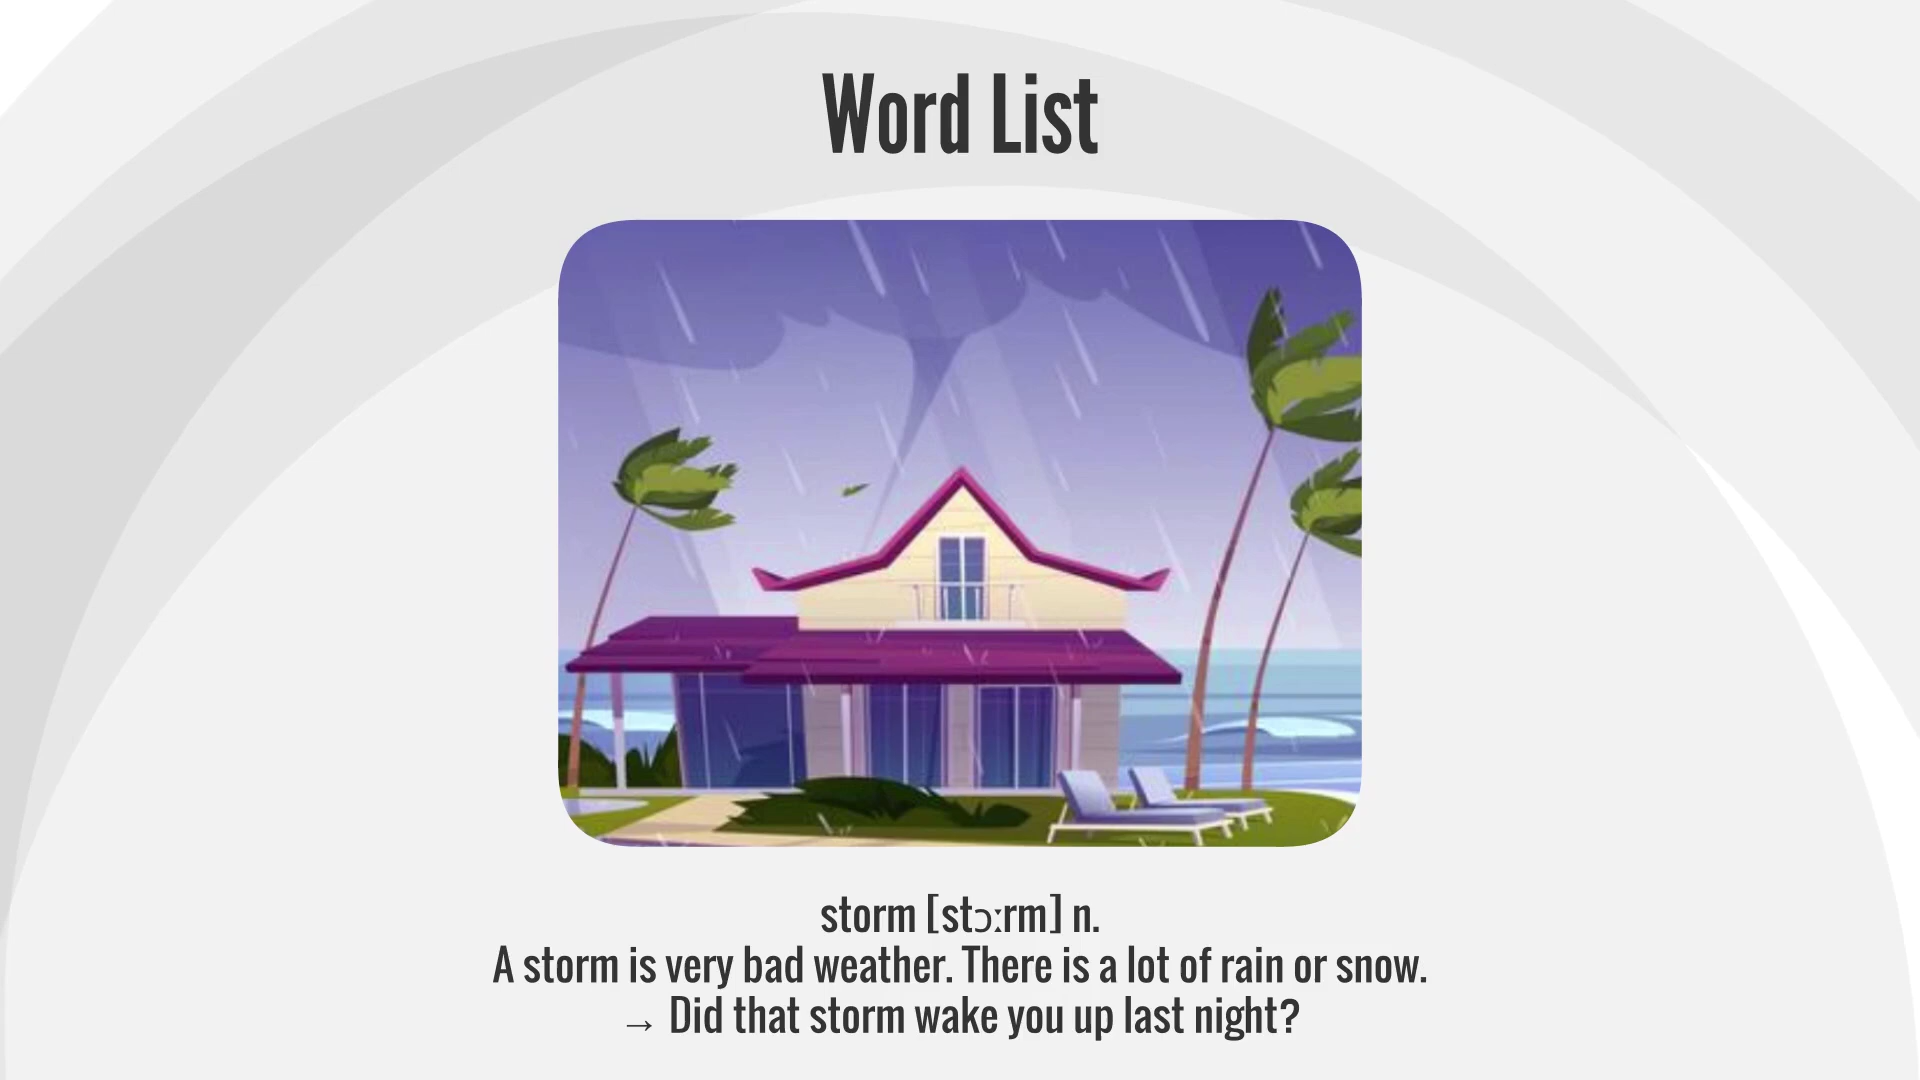 Word List
storm [stɔːrm] n.
A storm is very bad weather. There is a lot of rain or snow.
→ Did that storm wake you up last night?